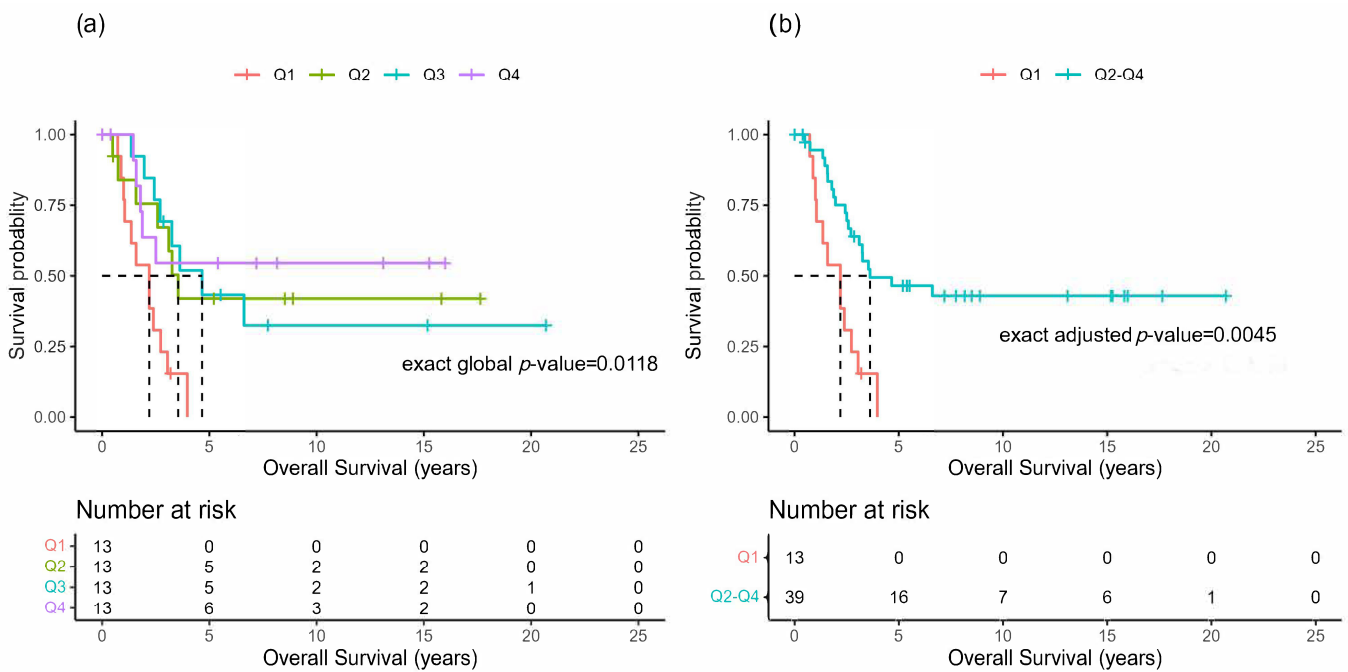 (a)
Q1 Q2 Q3 Q4
1.00
0.75
0.50
0.25
0.00
Survival probablity
exact global p-value=0.0118
0 5 10 15 20 25
Overall Survival (years)
Number at risk
Q1 13 0 0 0 0 0
Q2 13 5 2 2 0 0
Q3 13 5 2 2 1 0
Q4 13 6 3 2 0 0
0 5 10 15 20 25
Overall Survival (years)
(b)
Q1 Q2-Q4
1.00
0.75
0.50
0.25
0.00
Survival probablity
exact adjusted p-value=0.0045
0 5 10 15 20 25
Overall Survival (years)
Number at risk
Q1 13 0 0 0 0 0
Q2-Q4 39 16 7 6 1 0
0 5 10 15 20 25
Overall Survival (years)